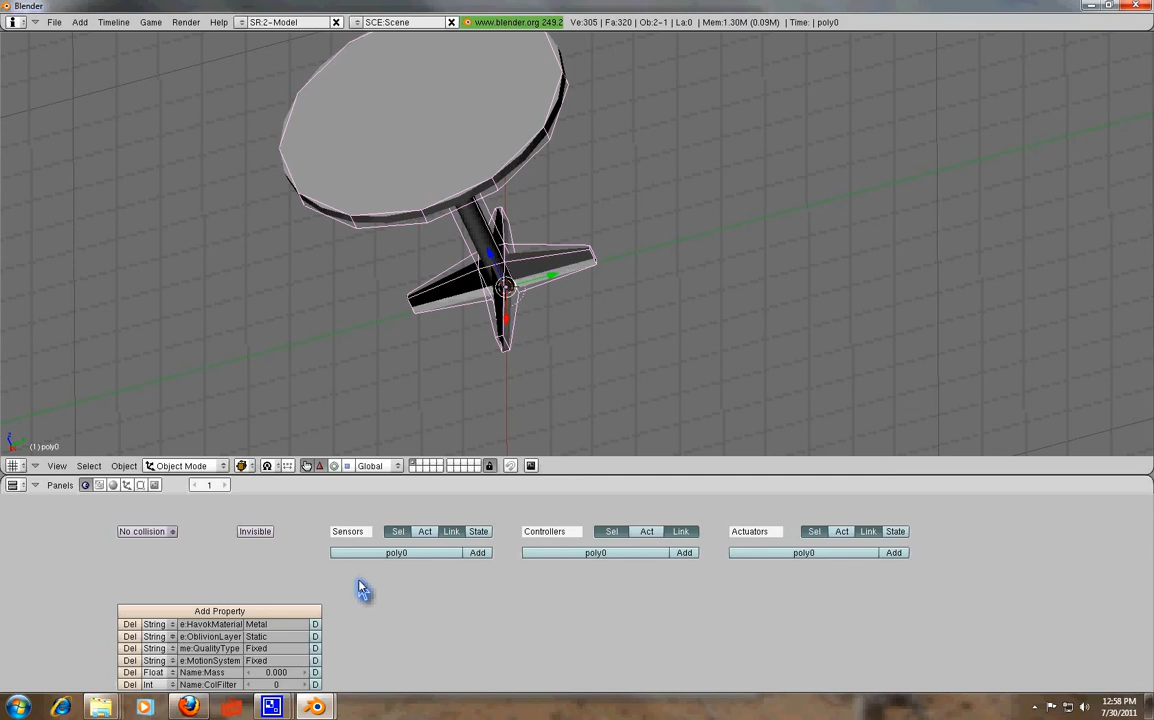 Blender
File Add Timeline Game Render Help SR:2-Model SCE:Scene www.blender.org 249.2 Ve:305 | Fa:320 | Ob:2-1 | La:0 | Mem:1.30M (0.09M) | Time: | poly0
(1) poly0
View Select Object Object Mode Global
Panels 1
No collision Invisible Sensors Sel Act Link State Controllers Sel Act Link Actuators Sel Act Link State
poly0 Add poly0 Add poly0 Add
Add Property
Del String e:HavokMaterial Metal D
Del String e:OblivionLayer Static D
Del String me:QualityType Fixed D
Del String e:MotionSystem Fixed D
Del Float Name:Mass 0.000 D
Del Int Name:ColFilter 0 D
12:58 PM
7/30/2011